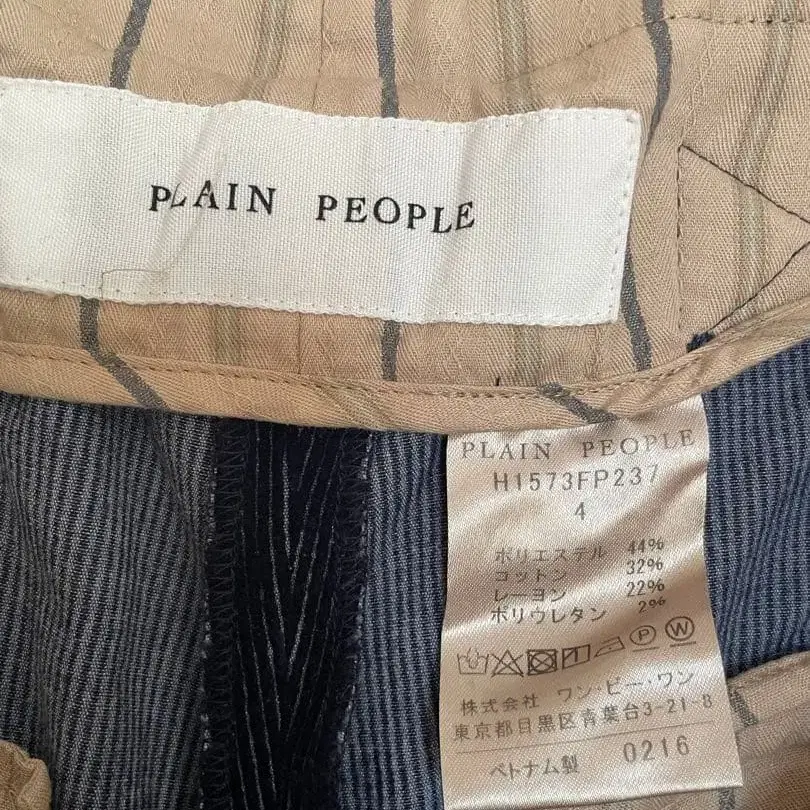 PLAIN PEOPLE
PLAIN PEOPLE
H1573FP237
4
ポリエステル 44%
コットン 32%
レーヨン 22%
ポリウレタン 2%
P W
株式会社 ワン・ビー・ワン
東京都目黒区青葉台3-21-8
ベトナム製 0216